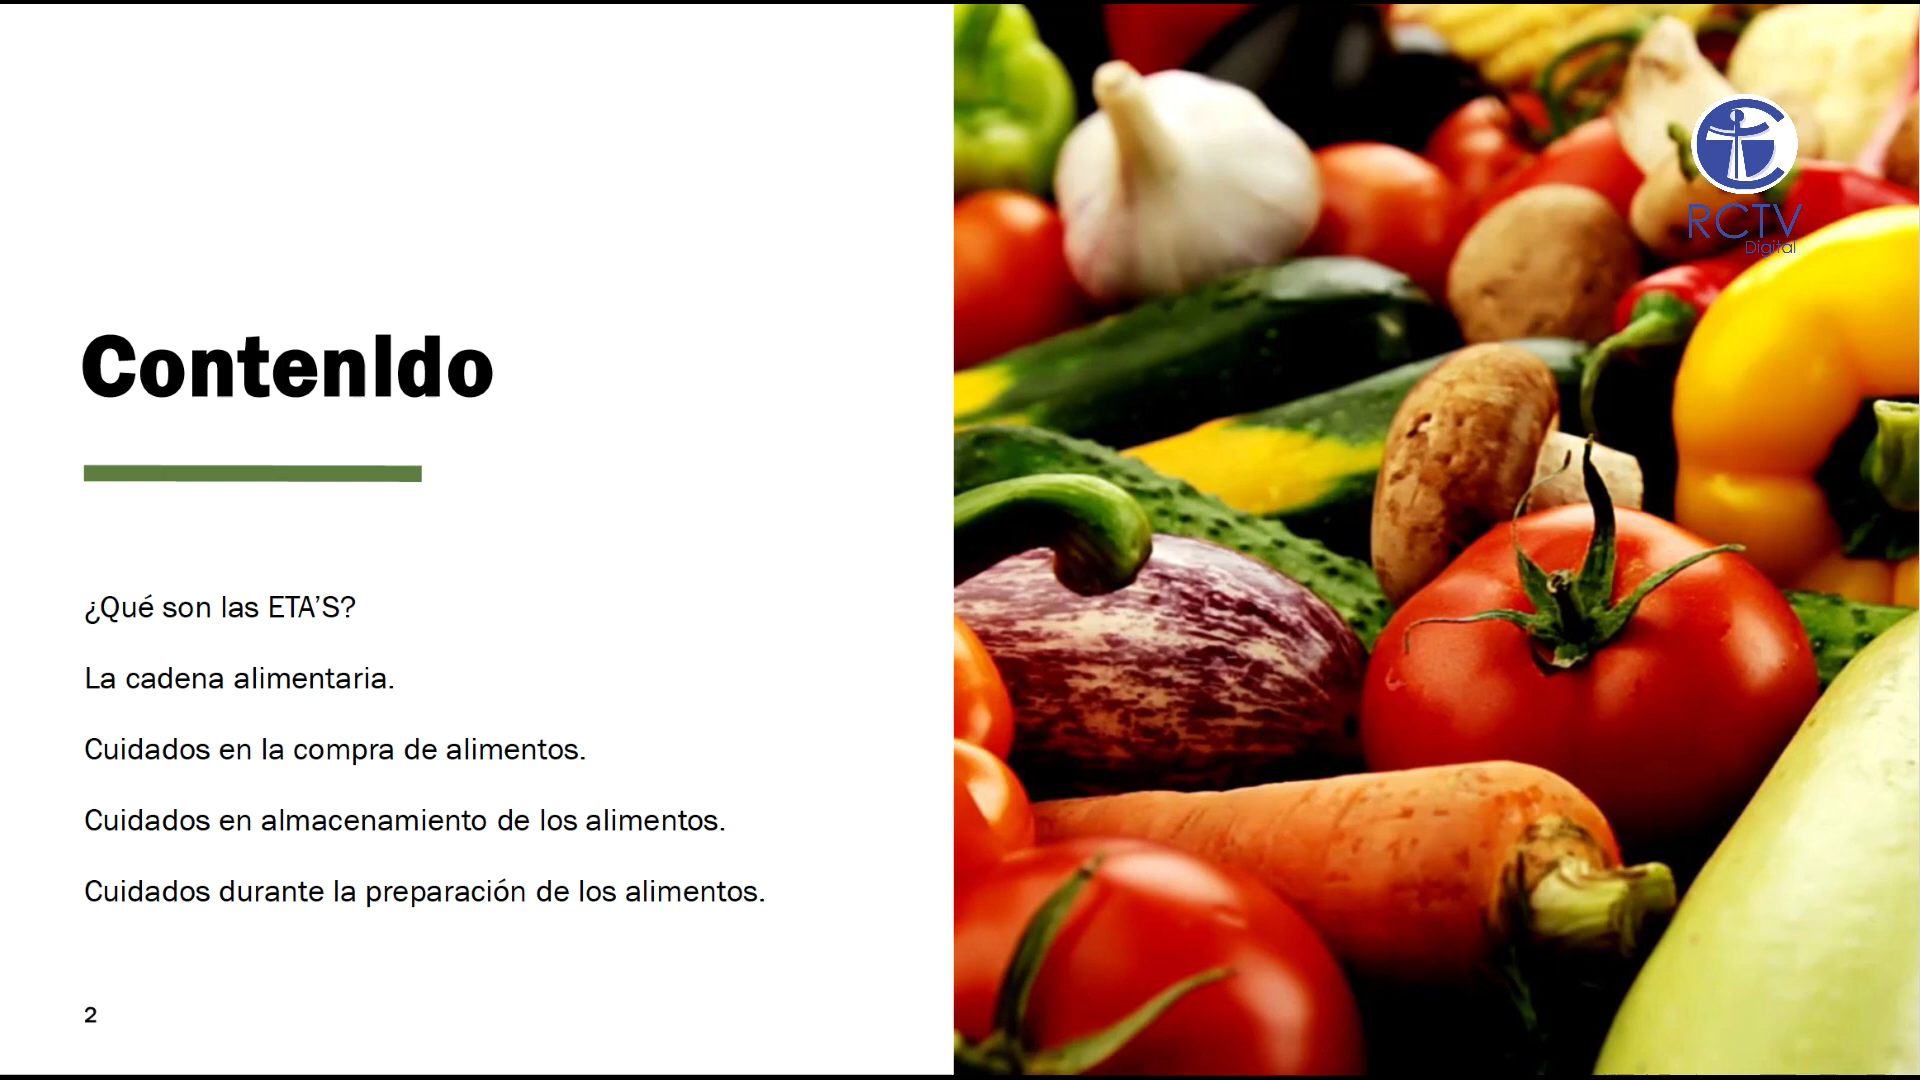 RCTV
Digital
ContenIdo
¿Qué son las ETA’S?
La cadena alimentaria.
Cuidados en la compra de alimentos.
Cuidados en almacenamiento de los alimentos.
Cuidados durante la preparación de los alimentos.
2